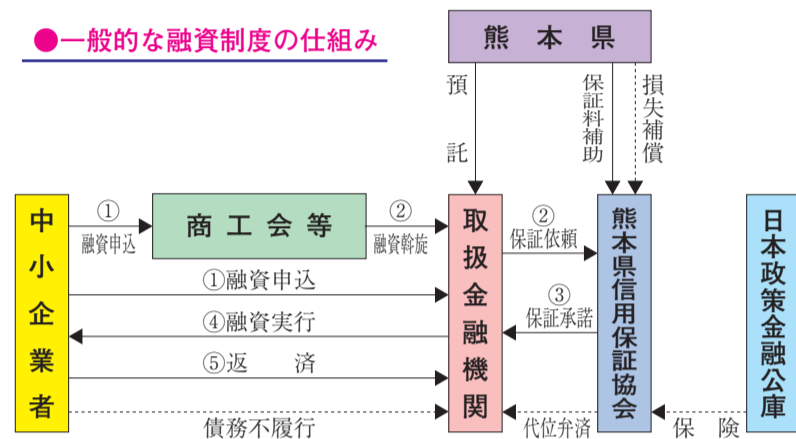 ●一般的な融資制度の仕組み
熊本県
預託
保証料補助
損失補償
中小企業者
①
融資申込
商工会等
②
融資斡旋
取扱金融機関
②
保証依頼
③
保証承諾
熊本県信用保証協会
日本政策金融公庫
①融資申込
④融資実行
⑤返済
債務不履行
代位弁済
保険